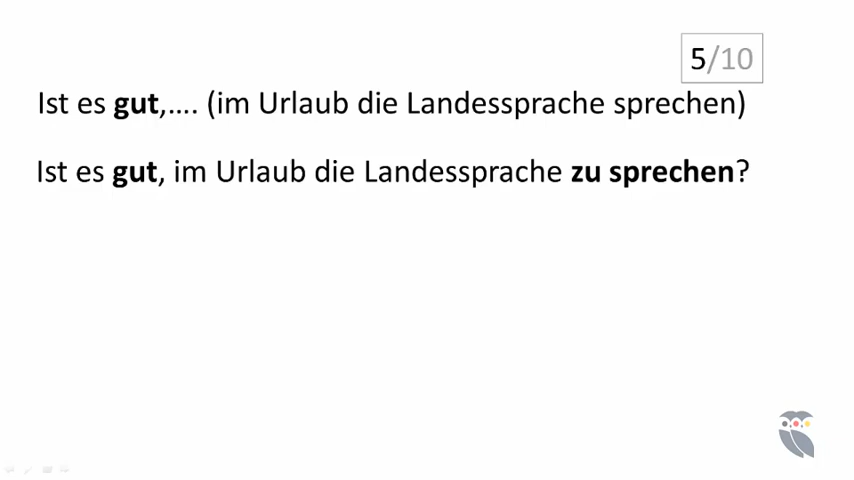 5/10
Ist es gut,.... (im Urlaub die Landessprache sprechen)
Ist es gut, im Urlaub die Landessprache zu sprechen?